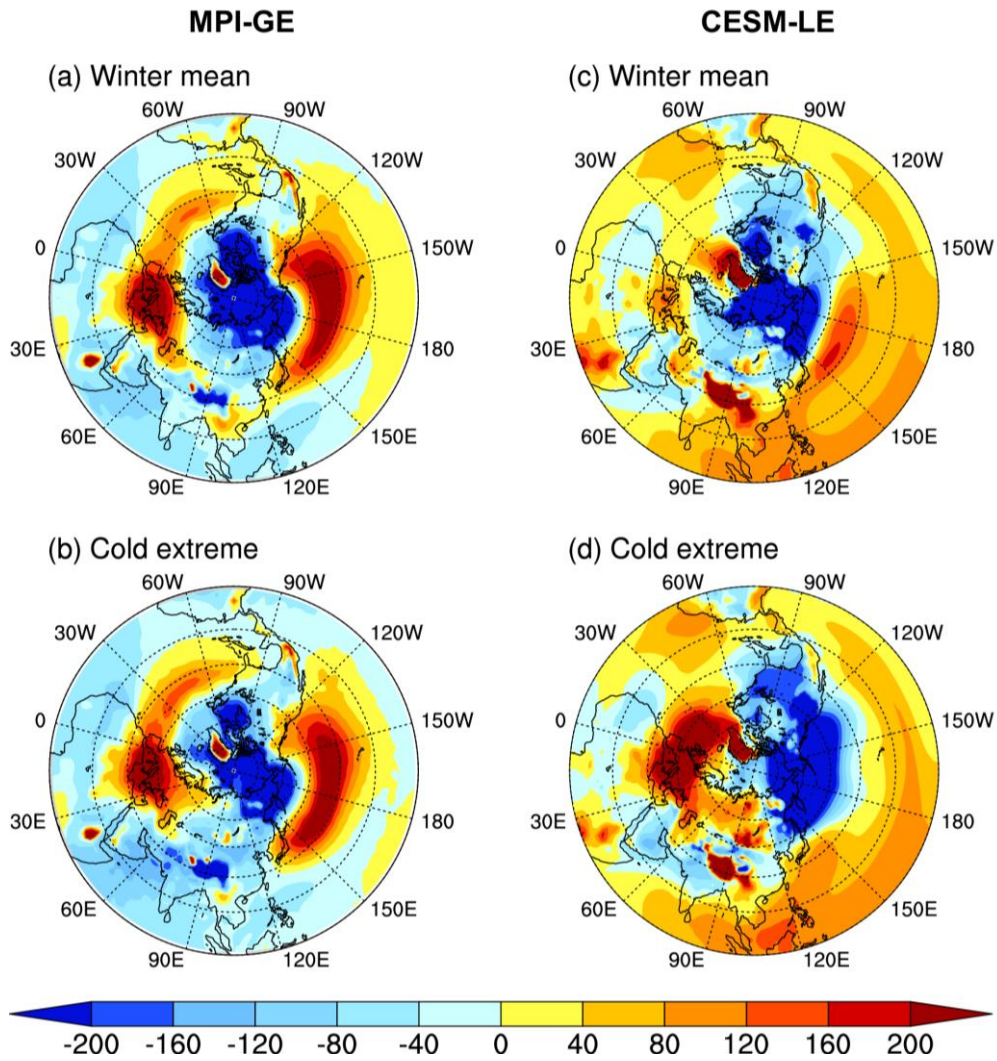 MPI-GE
CESM-LE
(a) Winter mean
(c) Winter mean
60W 90W
30W 120W
0 150W
30E 180
60E 150E
90E 120E
60W 90W
30W 120W
0 150W
30E 180
60E 150E
90E 120E
(b) Cold extreme
(d) Cold extreme
60W 90W
30W 120W
0 150W
30E 180
60E 150E
90E 120E
60W 90W
30W 120W
0 150W
30E 180
60E 150E
90E 120E
-200 -160 -120 -80 -40 0 40 80 120 160 200